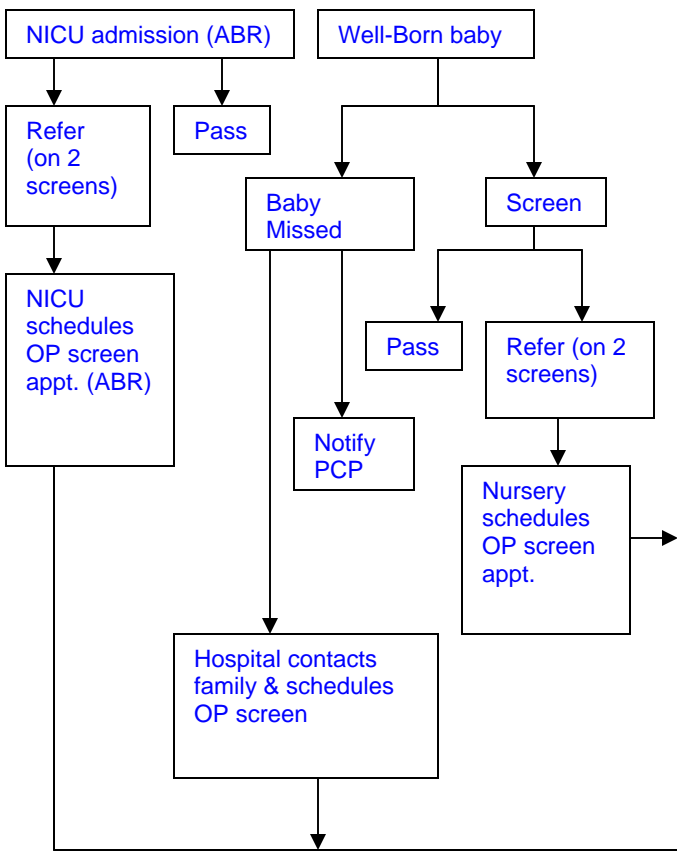 NICU admission (ABR)
Well-Born baby
Refer
(on 2
screens)
Pass
Baby
Missed
Screen
NICU
schedules
OP screen
appt. (ABR)
Pass
Refer (on 2
screens)
Notify
PCP
Nursery
schedules
OP screen
appt.
Hospital contacts
family & schedules
OP screen